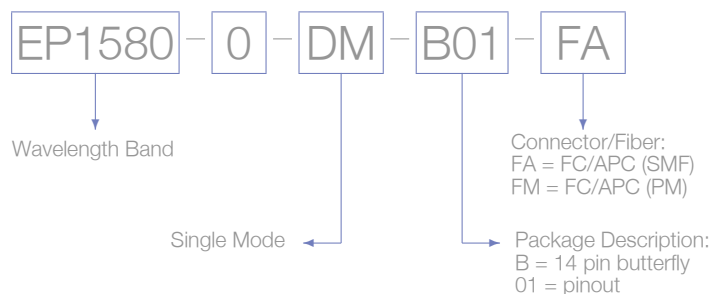 EP1580 - 0 - DM - B01 - FA
Wavelength Band
Connector/Fiber:
FA = FC/APC (SMF)
FM = FC/APC (PM)
Single Mode
Package Description:
B = 14 pin butterfly
01 = pinout